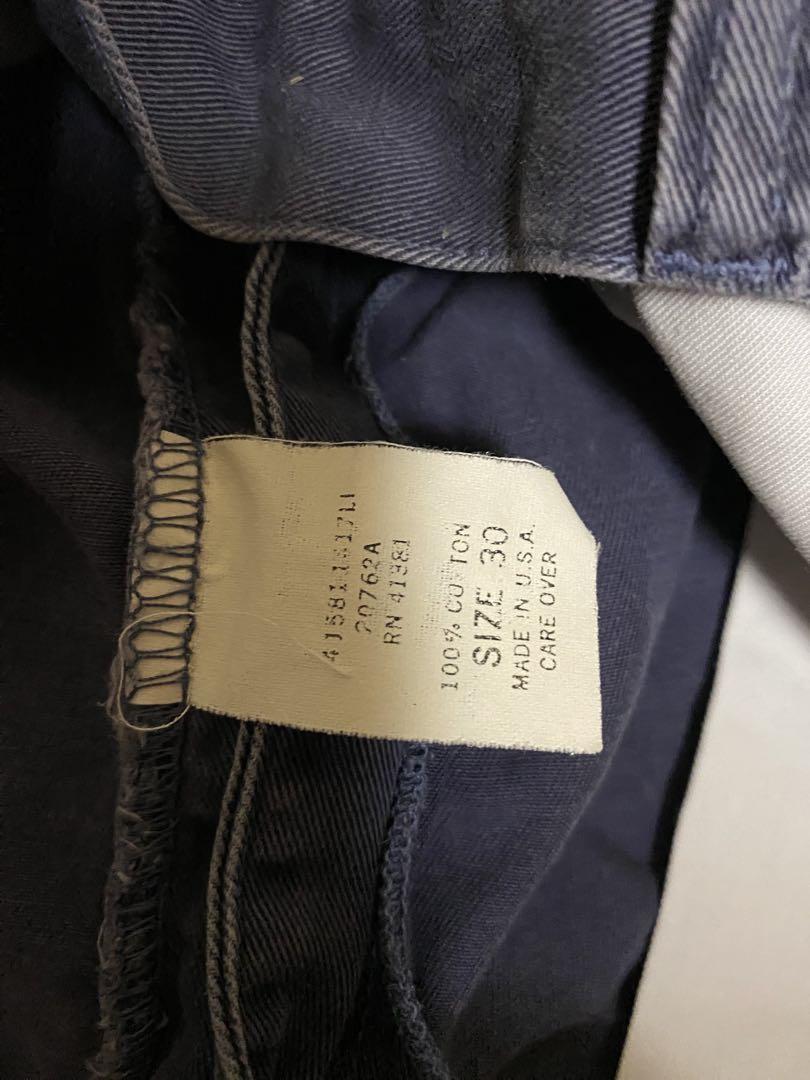 20762A
RN 41381
100% COTTON
SIZE 30
MADE IN U.S.A.
CARE OVER